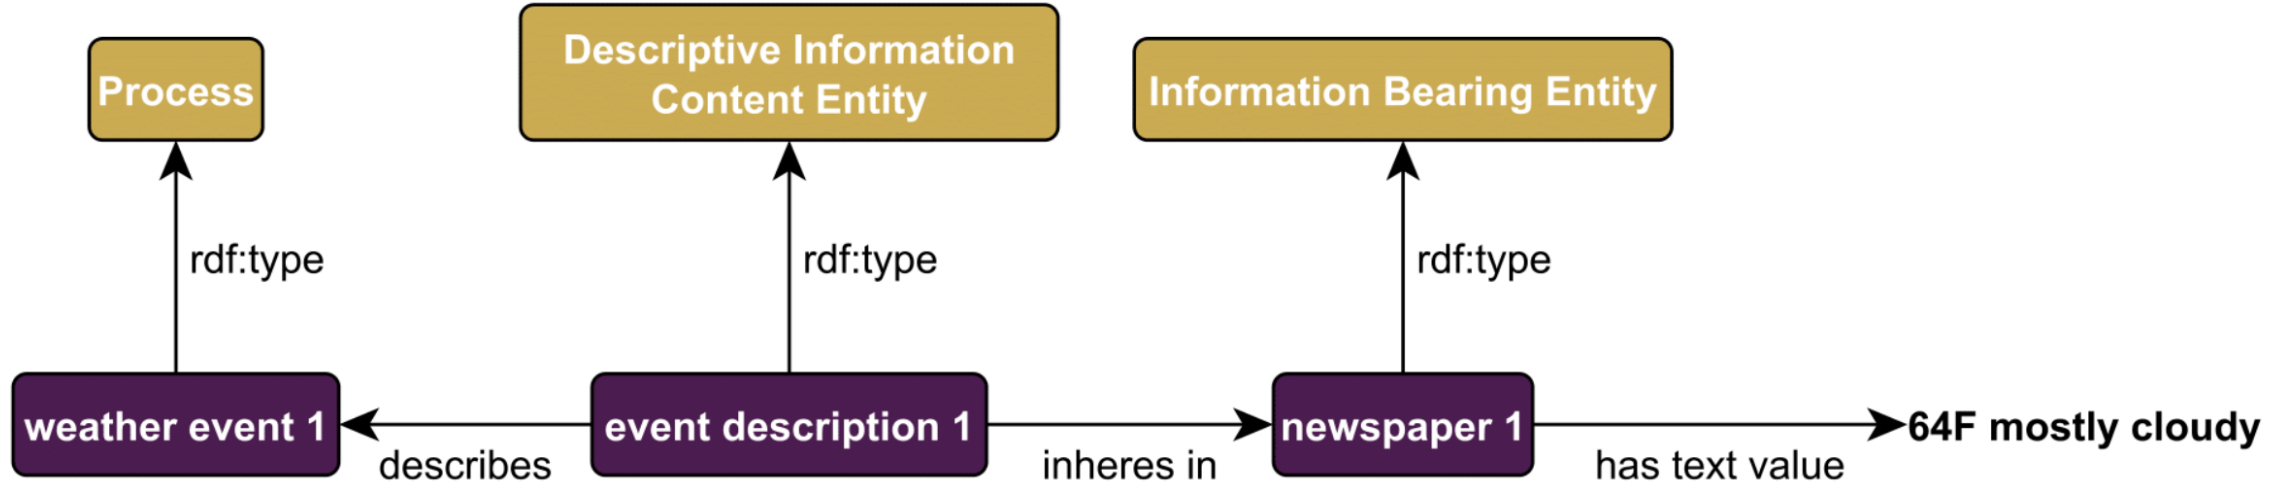 Process
Descriptive Information
Content Entity
Information Bearing Entity
rdf:type
rdf:type
rdf:type
weather event 1
describes
event description 1
inheres in
newspaper 1
has text value
64F mostly cloudy